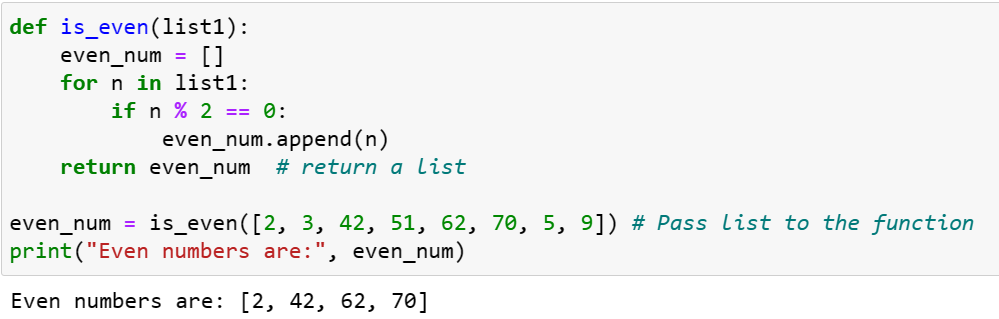 def is_even(list1):
    even_num = []
    for n in list1:
        if n % 2 == 0:
            even_num.append(n)
    return even_num  # return a list

even_num = is_even([2, 3, 42, 51, 62, 70, 5, 9]) # Pass list to the function
print("Even numbers are:", even_num)
Even numbers are: [2, 42, 62, 70]